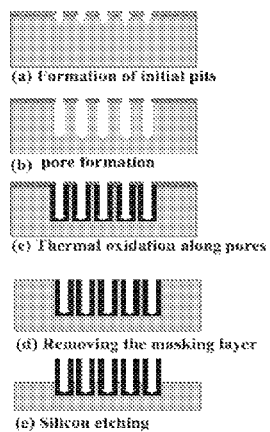 (a) Formation of initial pits
(b) pore formation
(c) Thermal oxidation along pores
(d) Removing the masking layer
(e) Silicon etching